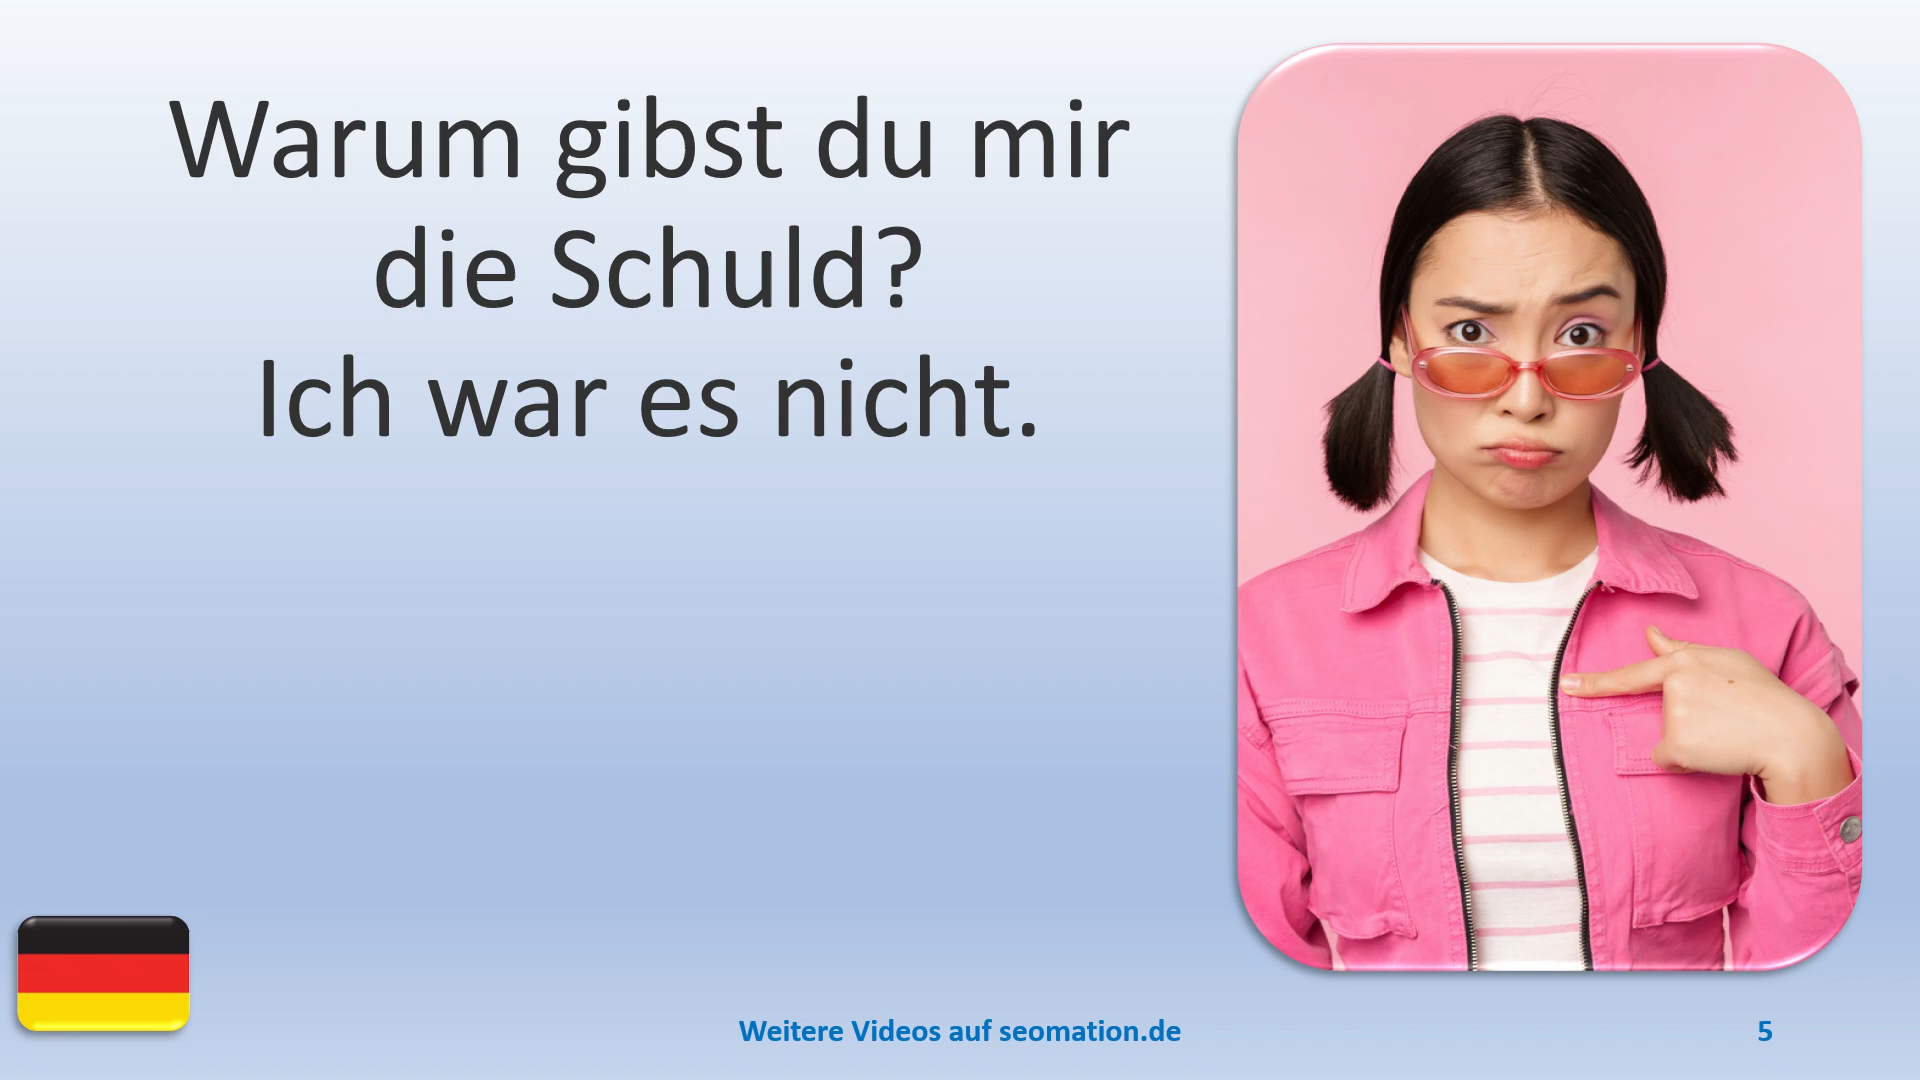 Warum gibst du mir
die Schuld?
Ich war es nicht.
Weitere Videos auf seomation.de
5